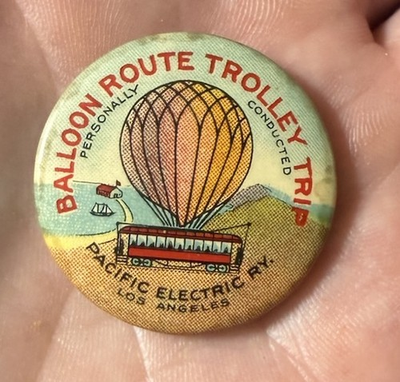 BALLOON ROUTE TROLLEY TRIP
PERSONALLY CONDUCTED
PACIFIC ELECTRIC RY.
LOS ANGELES